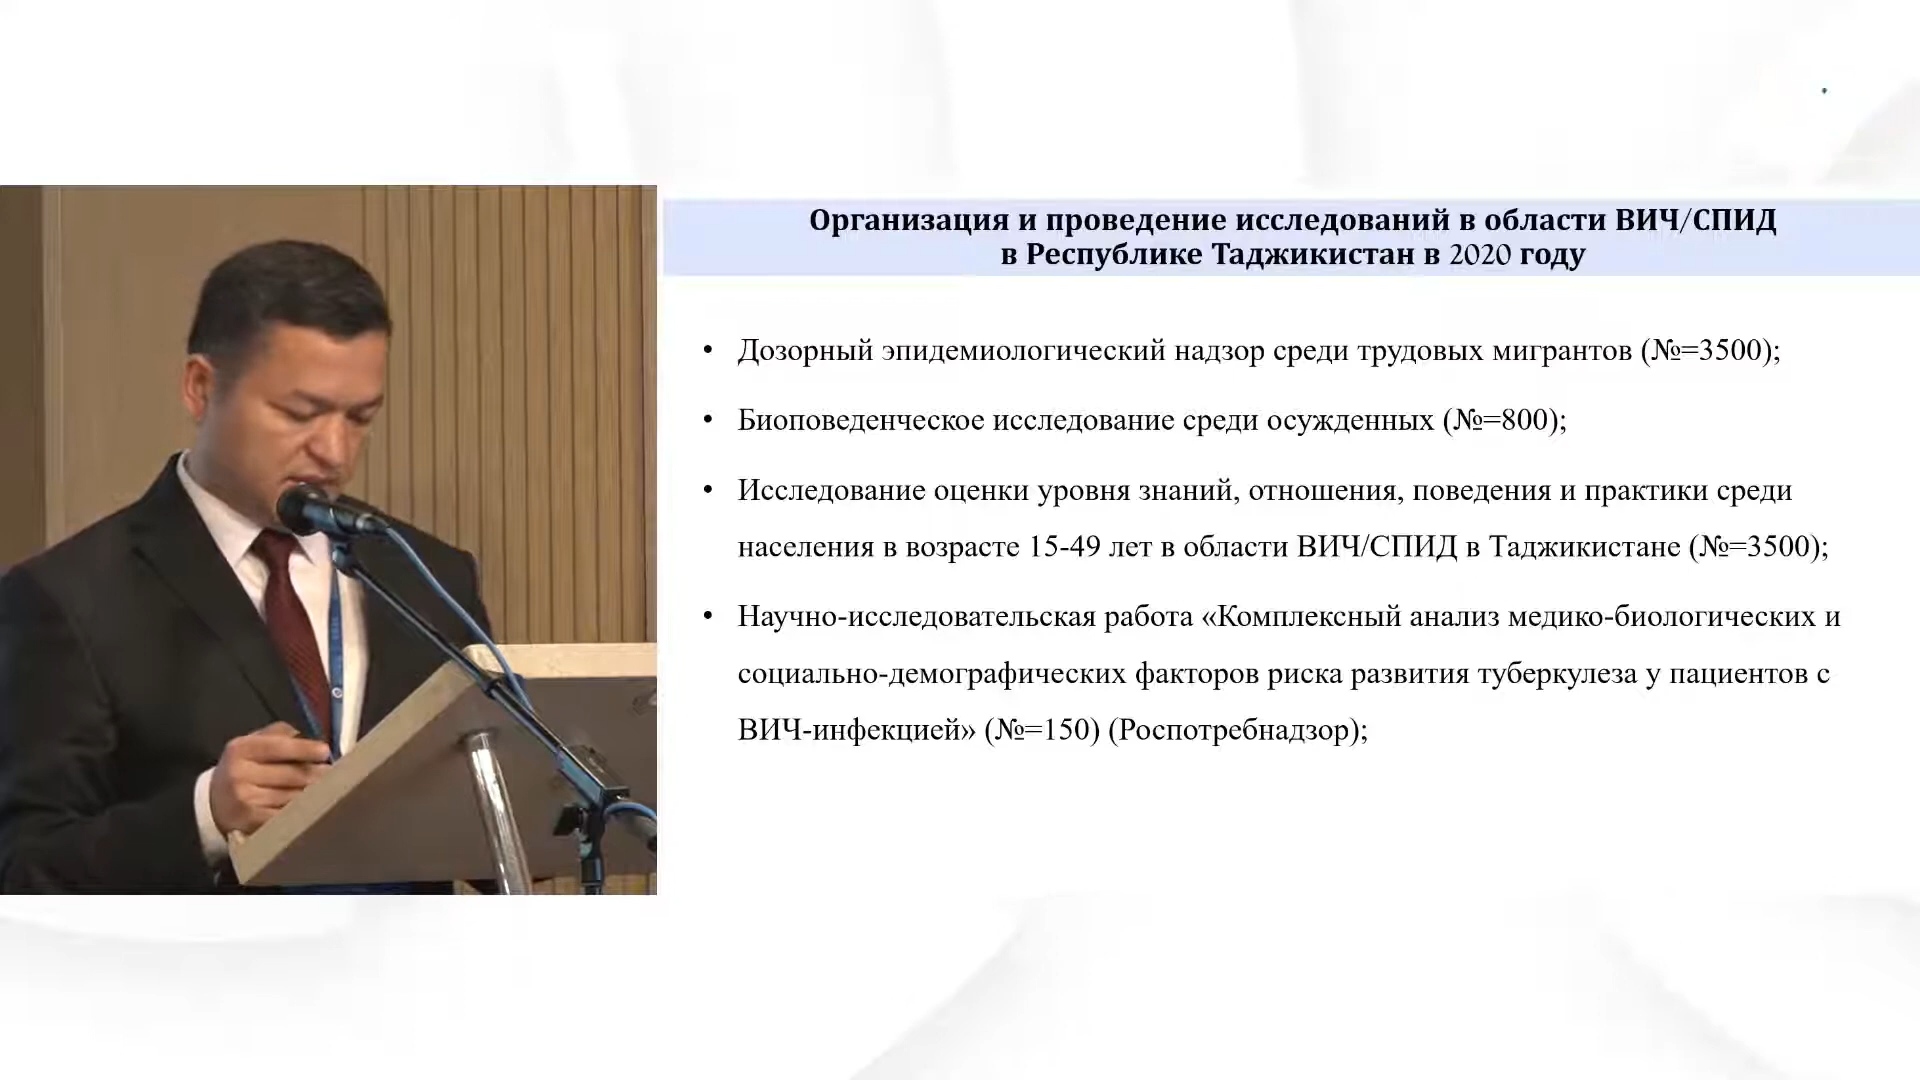 Организация и проведение исследований в области ВИЧ/СПИД
в Республике Таджикистан в 2020 году
• Дозорный эпидемиологический надзор среди трудовых мигрантов (№=3500);
• Биоповеденческое исследование среди осужденных (№=800);
• Исследование оценки уровня знаний, отношения, поведения и практики среди
населения в возрасте 15-49 лет в области ВИЧ/СПИД в Таджикистане (№=3500);
• Научно-исследовательская работа «Комплексный анализ медико-биологических и
социально-демографических факторов риска развития туберкулеза у пациентов с
ВИЧ-инфекцией» (№=150) (Роспотребнадзор);